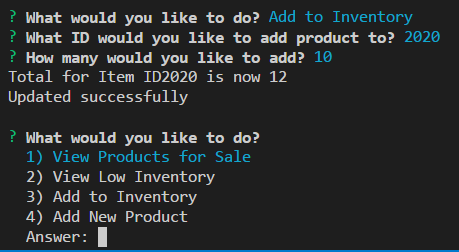 ? What would you like to do? Add to Inventory
? What ID would you like to add product to? 2020
? How many would you like to add? 10
Total for Item ID2020 is now 12
Updated successfully
? What would you like to do?
1) View Products for Sale
2) View Low Inventory
3) Add to Inventory
4) Add New Product
Answer: